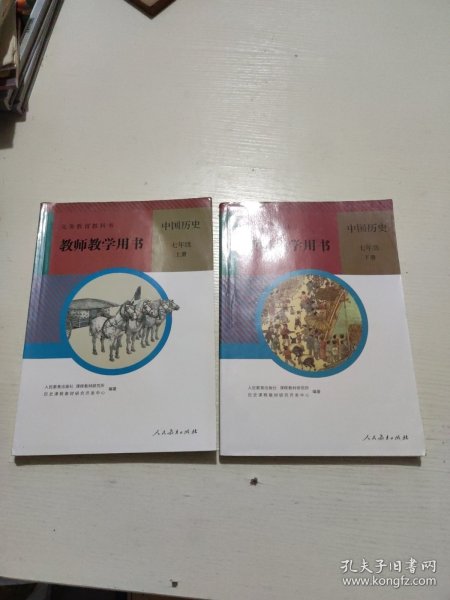 义务教育教科书
教师教学用书
中国历史
七年级
上册
人民教育出版社 课程教材研究所
历史课程教材研究开发中心
编著
人民教育出版社
学用书
中国历史
七年级
下册
人民教育出版社 课程教材研究所
历史课程教材研究开发中心
编著
人民教育出版社
孔夫子旧书网
www.kongfz.com